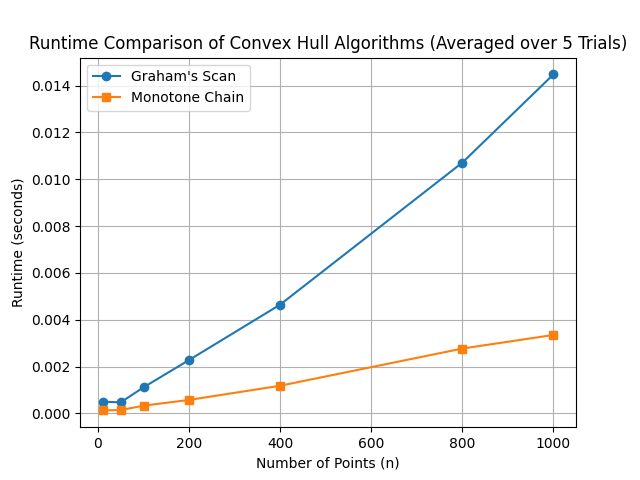 Runtime Comparison of Convex Hull Algorithms (Averaged over 5 Trials)
Graham's Scan
Monotone Chain
0.014
0.012
0.010
0.008
0.006
0.004
0.002
0.000
Runtime (seconds)
0
200
400
600
800
1000
Number of Points (n)